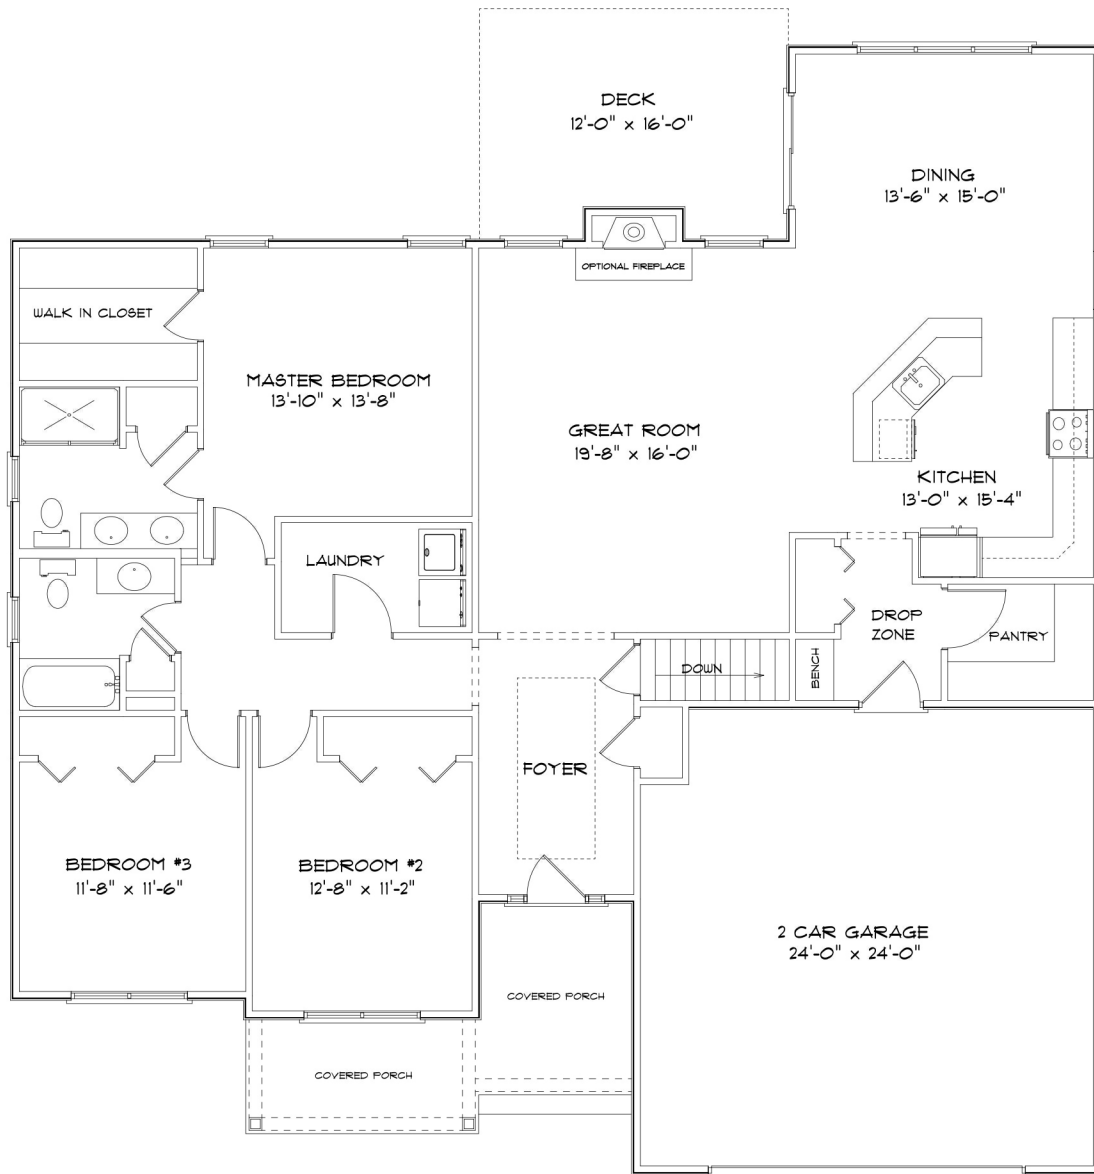 DECK
12'-0" x 16'-0"
DINING
13'-6" x 15'-0"
OPTIONAL FIREPLACE
WALK IN CLOSET
MASTER BEDROOM
13'-10" x 13'-8"
GREAT ROOM
19'-8" x 16'-0"
KITCHEN
13'-0" x 15'-4"
LAUNDRY
DROP
ZONE
PANTRY
DOWN
BENCH
FOYER
BEDROOM #3
11'-8" x 11'-6"
BEDROOM #2
12'-8" x 11'-2"
2 CAR GARAGE
24'-0" x 24'-0"
COVERED PORCH
COVERED PORCH